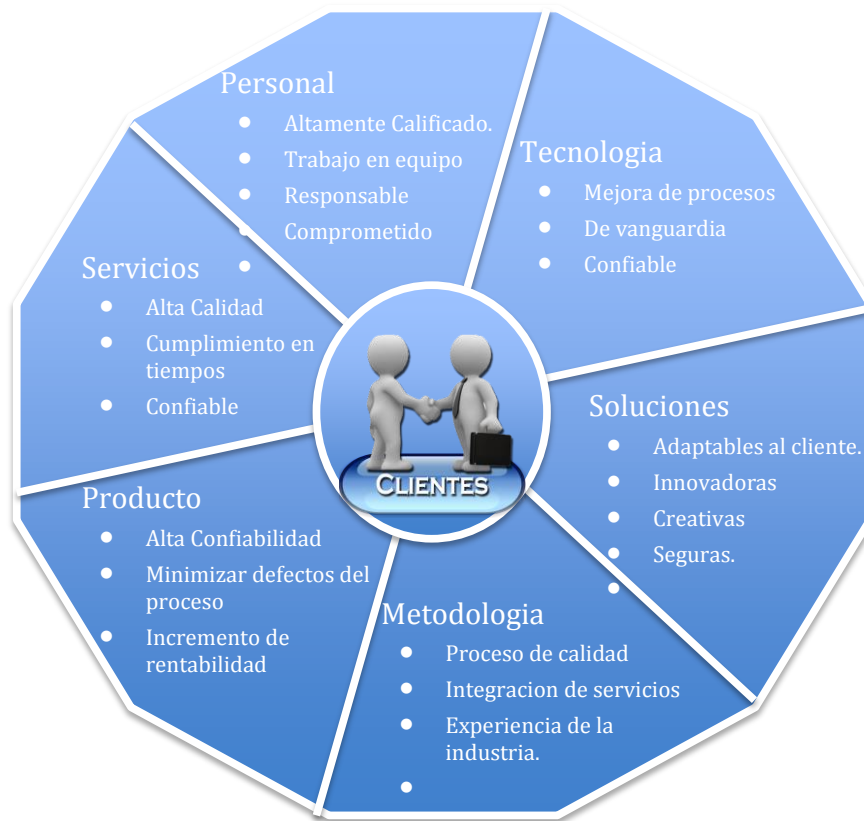 Personal
• Altamente Calificado.
• Trabajo en equipo
• Responsable
• Comprometido
•
Tecnologia
• Mejora de procesos
• De vanguardia
• Confiable
Servicios
• Alta Calidad
• Cumplimiento en
tiempos
• Confiable
CLIENTES
Soluciones
• Adaptables al cliente.
• Innovadoras
• Creativas
• Seguras.
•
Producto
• Alta Confiabilidad
• Minimizar defectos del
proceso
• Incremento de
rentabilidad
Metodologia
• Proceso de calidad
• Integracion de servicios
• Experiencia de la
industria.
•